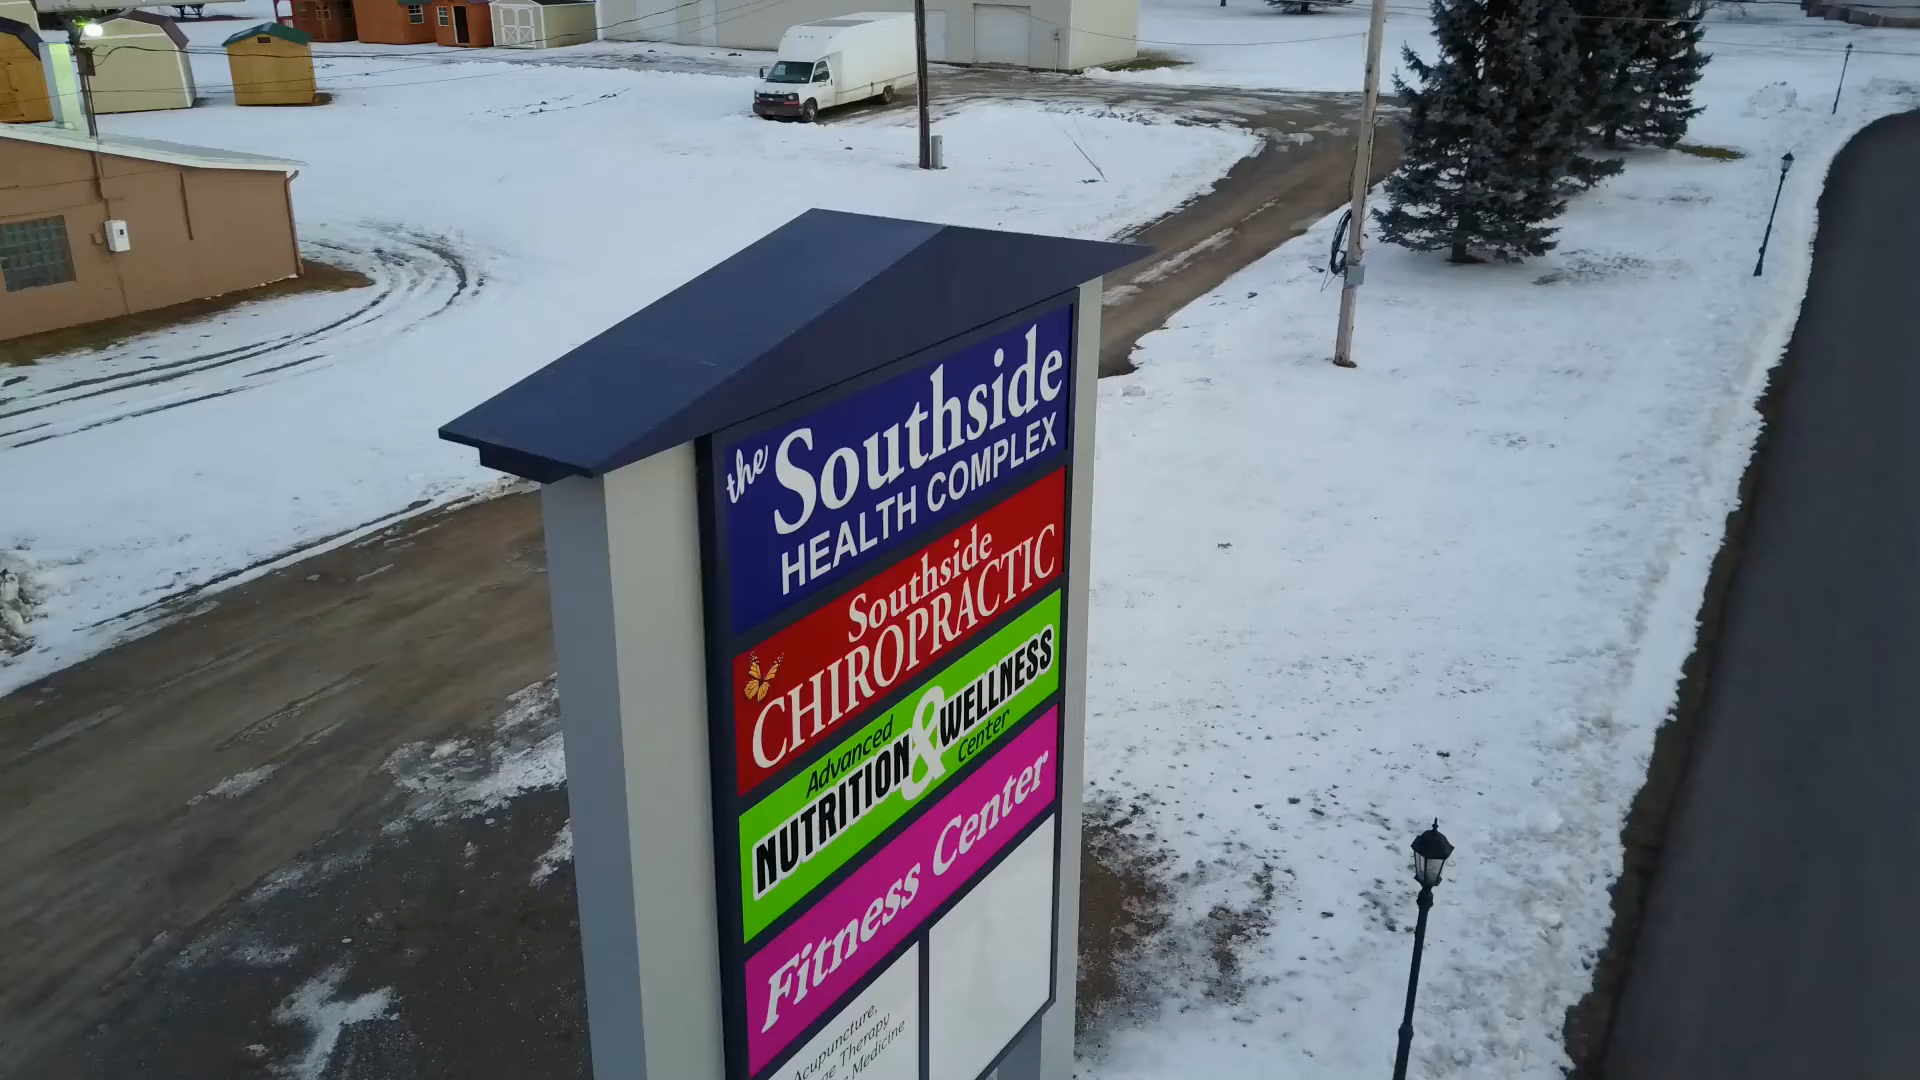 the Southside
HEALTH COMPLEX
Southside
CHIROPRACTIC
Advanced
NUTRITION & WELLNESS
Center
Fitness Center
Acupuncture,
Therapy
Medicine